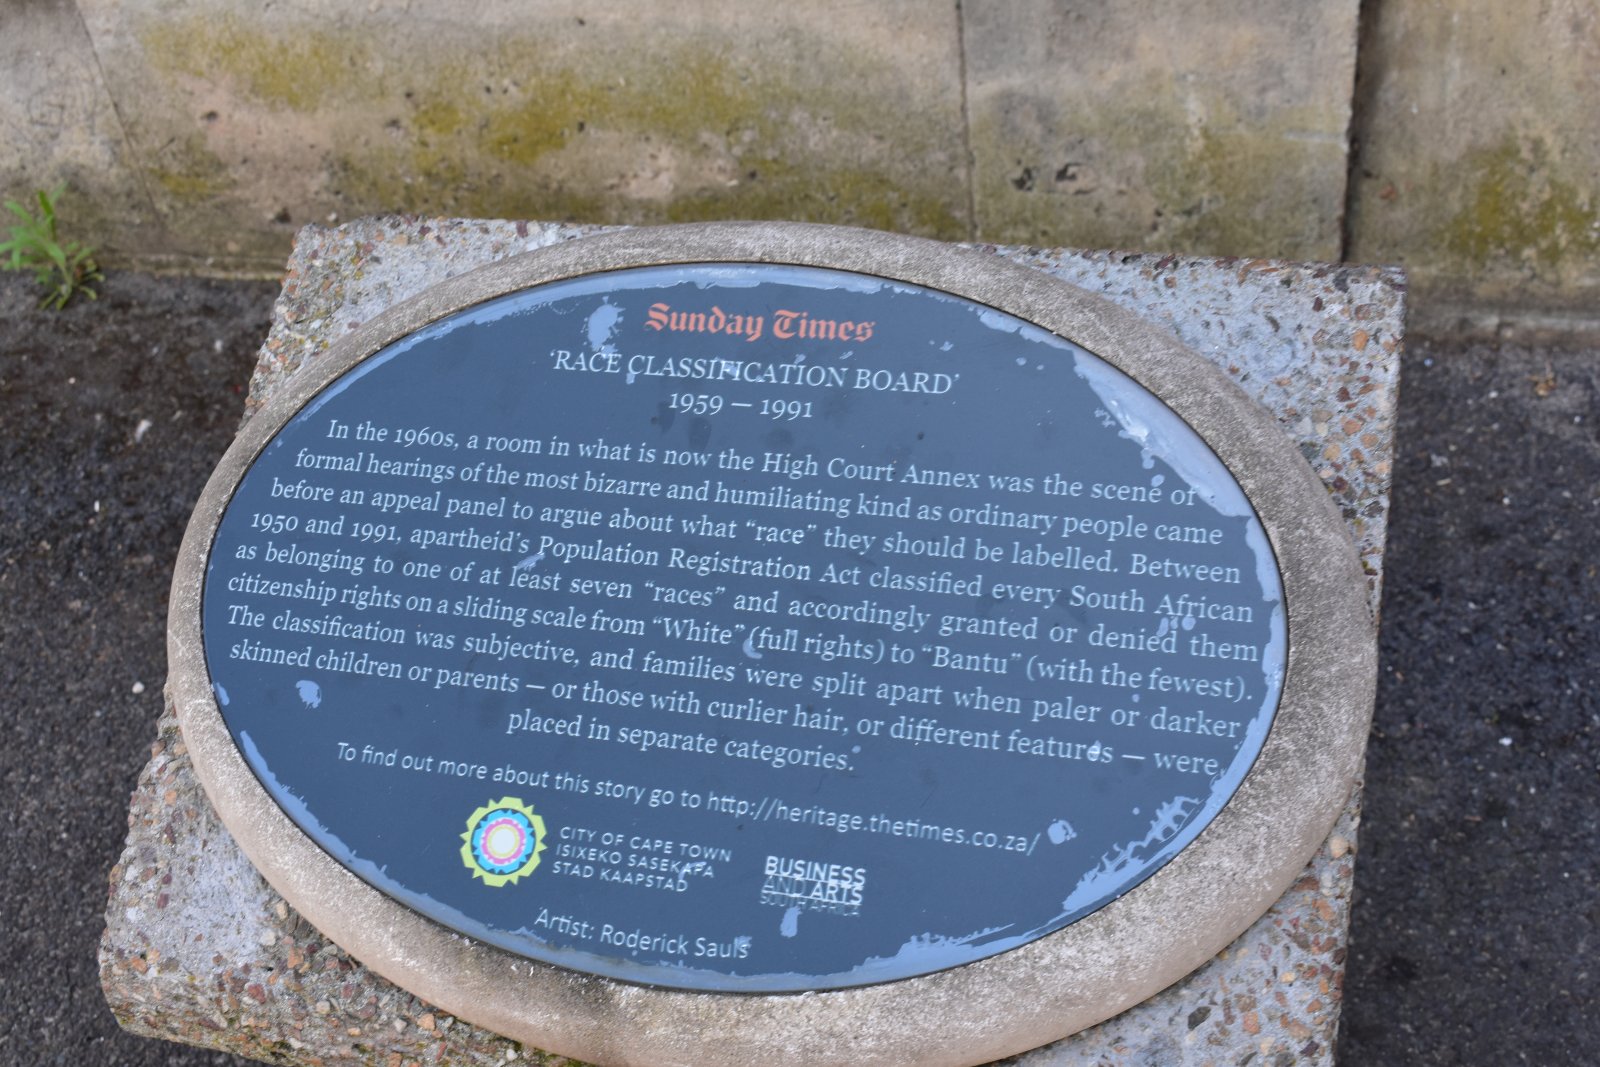 Sunday Times
‘RACE CLASSIFICATION BOARD’
1959 – 1991
In the 1960s, a room in what is now the High Court Annex was the scene of
formal hearings of the most bizarre and humiliating kind as ordinary people came
before an appeal panel to argue about what “race” they should be labelled. Between
1950 and 1991, apartheid's Population Registration Act classified every South African
as belonging to one of at least seven “races” and accordingly granted or denied them
citizenship rights on a sliding scale from “White” (full rights) to “Bantu” (with the fewest).
The classification was subjective, and families were split apart when paler or darker
skinned children or parents – or those with curlier hair, or different features – were
placed in separate categories.
To find out more about this story go to http://heritage.thetimes.co.za/
CITY OF CAPE TOWN
ISIXEKO SASEKAPA
STAD KAAPSTAD
BUSINESS
AND ARTS
SOUTH AFRICA
Artist: Roderick Sauls